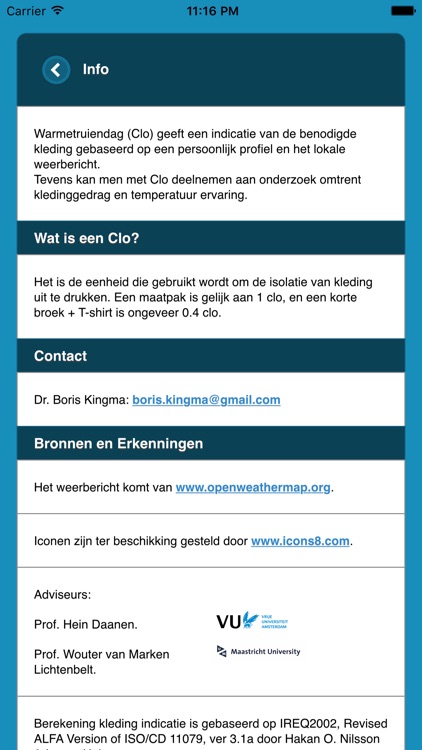 Carrier 11:16 PM
Info
Warmetruiendag (Clo) geeft een indicatie van de benodigde
kleding gebaseerd op een persoonlijk profiel en het lokale
weerbericht.
Tevens kan men met Clo deelnemen aan onderzoek omtrent
kledinggedrag en temperatuur ervaring.
Wat is een Clo?
Het is de eenheid die gebruikt wordt om de isolatie van kleding
uit te drukken. Een maatpak is gelijk aan 1 clo, en een korte
broek + T-shirt is ongeveer 0.4 clo.
Contact
Dr. Boris Kingma: boris.kingma@gmail.com
Bronnen en Erkenningen
Het weerbericht komt van www.openweathermap.org.
Iconen zijn ter beschikking gesteld door www.icons8.com.
Adviseurs:
Prof. Hein Daanen.
VU VRIJE
UNIVERSITEIT
AMSTERDAM
Prof. Wouter van Marken
Lichtenbelt.
Maastricht University
Berekening kleding indicatie is gebaseerd op IREQ2002, Revised
ALFA Version of ISO/CD 11079, ver 3.1a door Hakan O. Nilsson